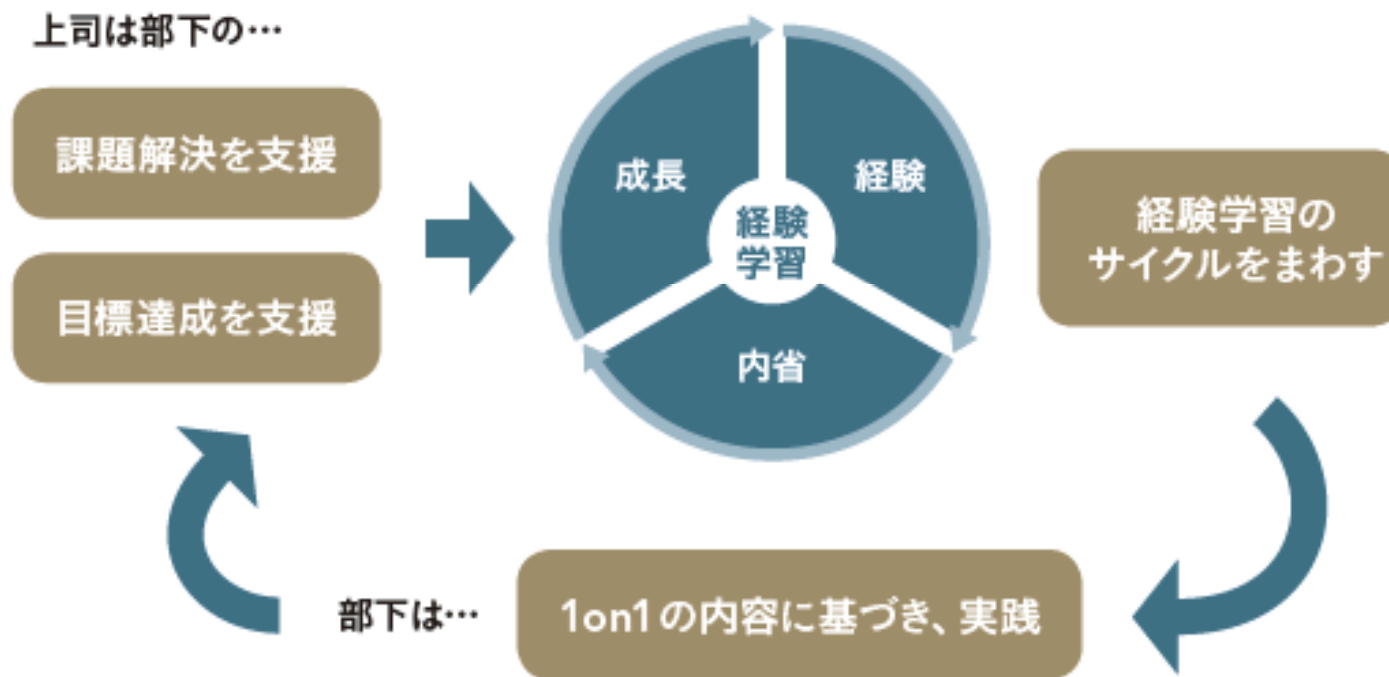 上司は部下の…
課題解決を支援
目標達成を支援
成長
経験
経験
学習
内省
経験学習の
サイクルをまわす
部下は…
1on1の内容に基づき、実践